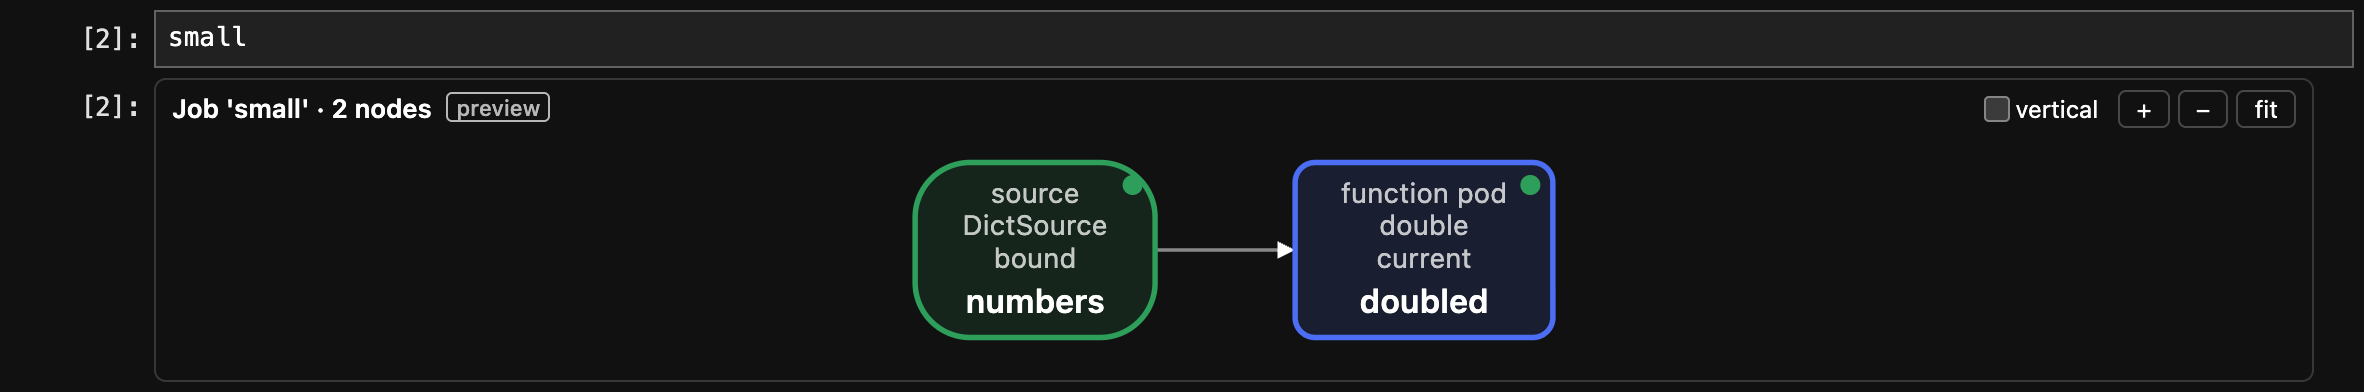 [2]: small
[2]: Job 'small' · 2 nodes preview vertical + − fit
source
DictSource
bound
numbers
function pod
double
current
doubled